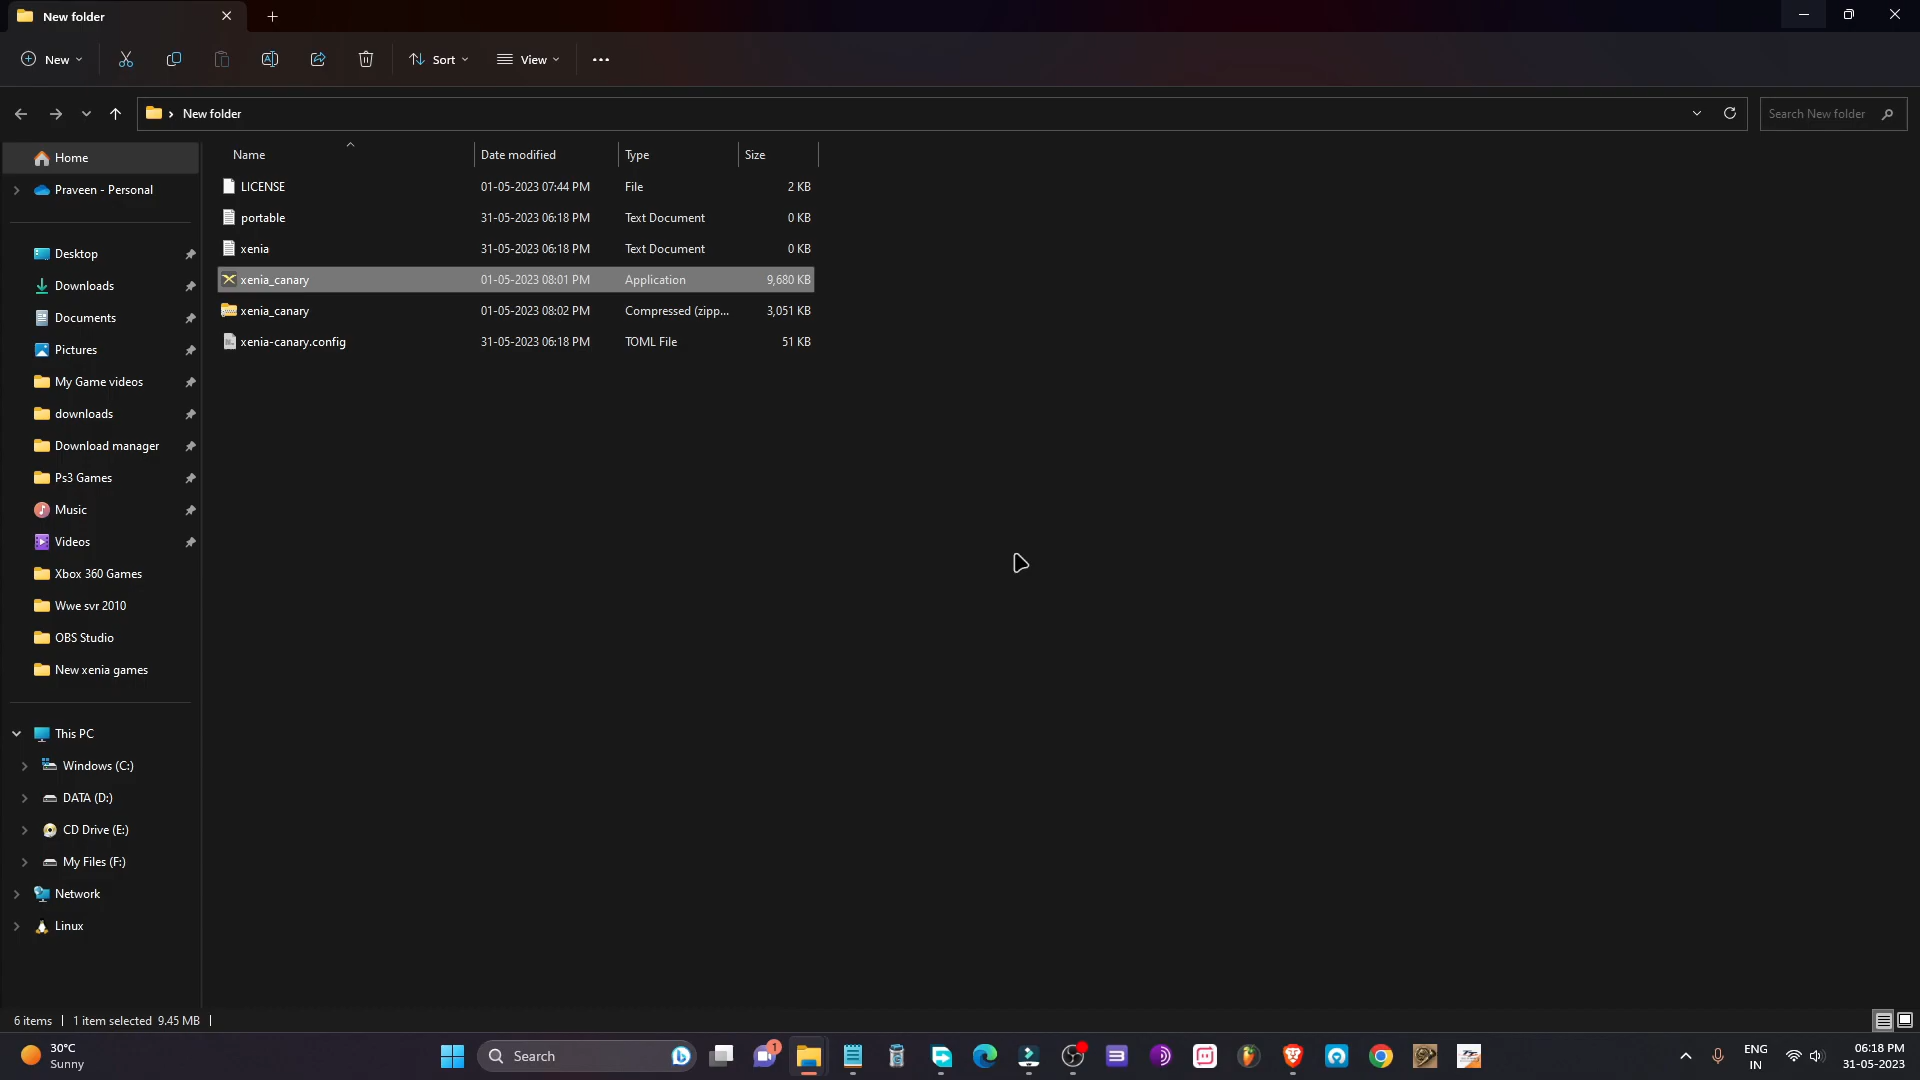 New folder
New
Sort
View
New folder
Search New folder
Name
Date modified
Type
Size
LICENSE 01-05-2023 07:44 PM File 2 KB
portable 31-05-2023 06:18 PM Text Document 0 KB
xenia 31-05-2023 06:18 PM Text Document 0 KB
xenia_canary 01-05-2023 08:01 PM Application 9,680 KB
xenia_canary 01-05-2023 08:02 PM Compressed (zipp... 3,051 KB
xenia-canary.config 31-05-2023 06:18 PM TOML File 51 KB
Home
Praveen - Personal
Desktop
Downloads
Documents
Pictures
My Game videos
downloads
Download manager
Ps3 Games
Music
Videos
Xbox 360 Games
Wwe svr 2010
OBS Studio
New xenia games
This PC
Windows (C:)
DATA (D:)
CD Drive (E:)
My Files (F:)
Network
Linux
6 items 1 item selected 9.45 MB
30°C
Sunny
Search
1
ENG
IN
06:18 PM
31-05-2023